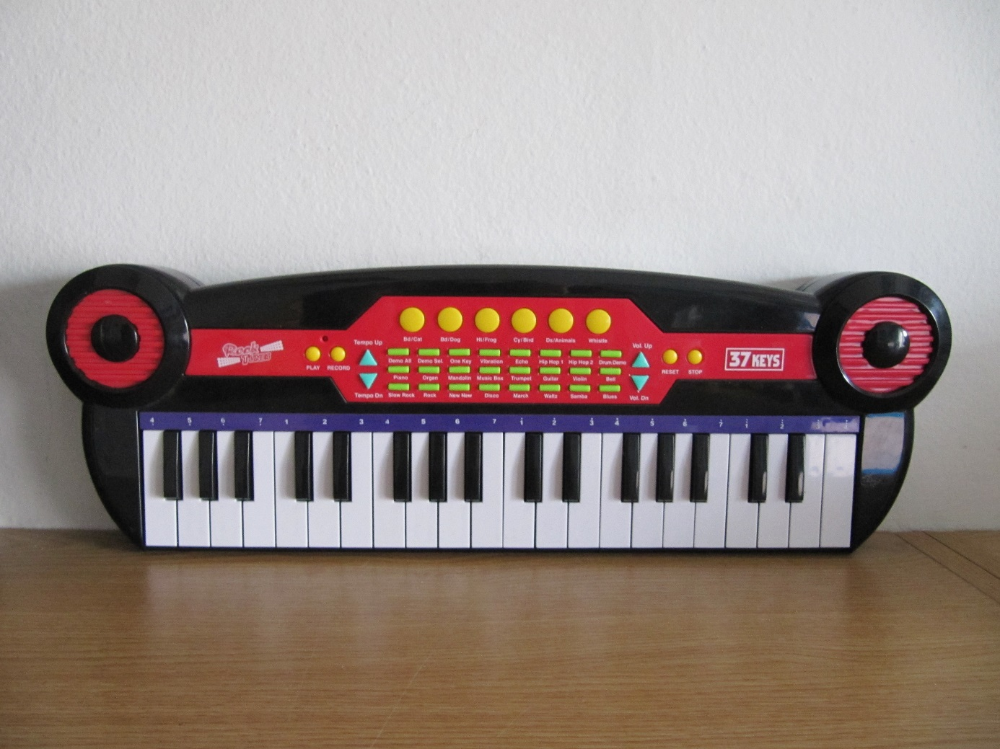 Rock
Tunes
PLAY RECORD
Tempo Up
Tempo Dn
Bd/Cat Bd/Dog Ht/Frog Cy/Bird Ds/Animals Whistle
Demo All Demo Sel. One Key Vibration Echo Hip Hop 1 Hip Hop 2 Drum Demo
Piano Organ Mandolin Music Box Trumpet Guitar Violin Bell
Slow Rock Rock New New Disco March Waltz Samba Blues
Vol. Up
Vol. Dn
RESET STOP
37 KEYS
4 5 6 7 1 2 3 4 5 6 7 1 2 3 4 5 6 7 1 2 3